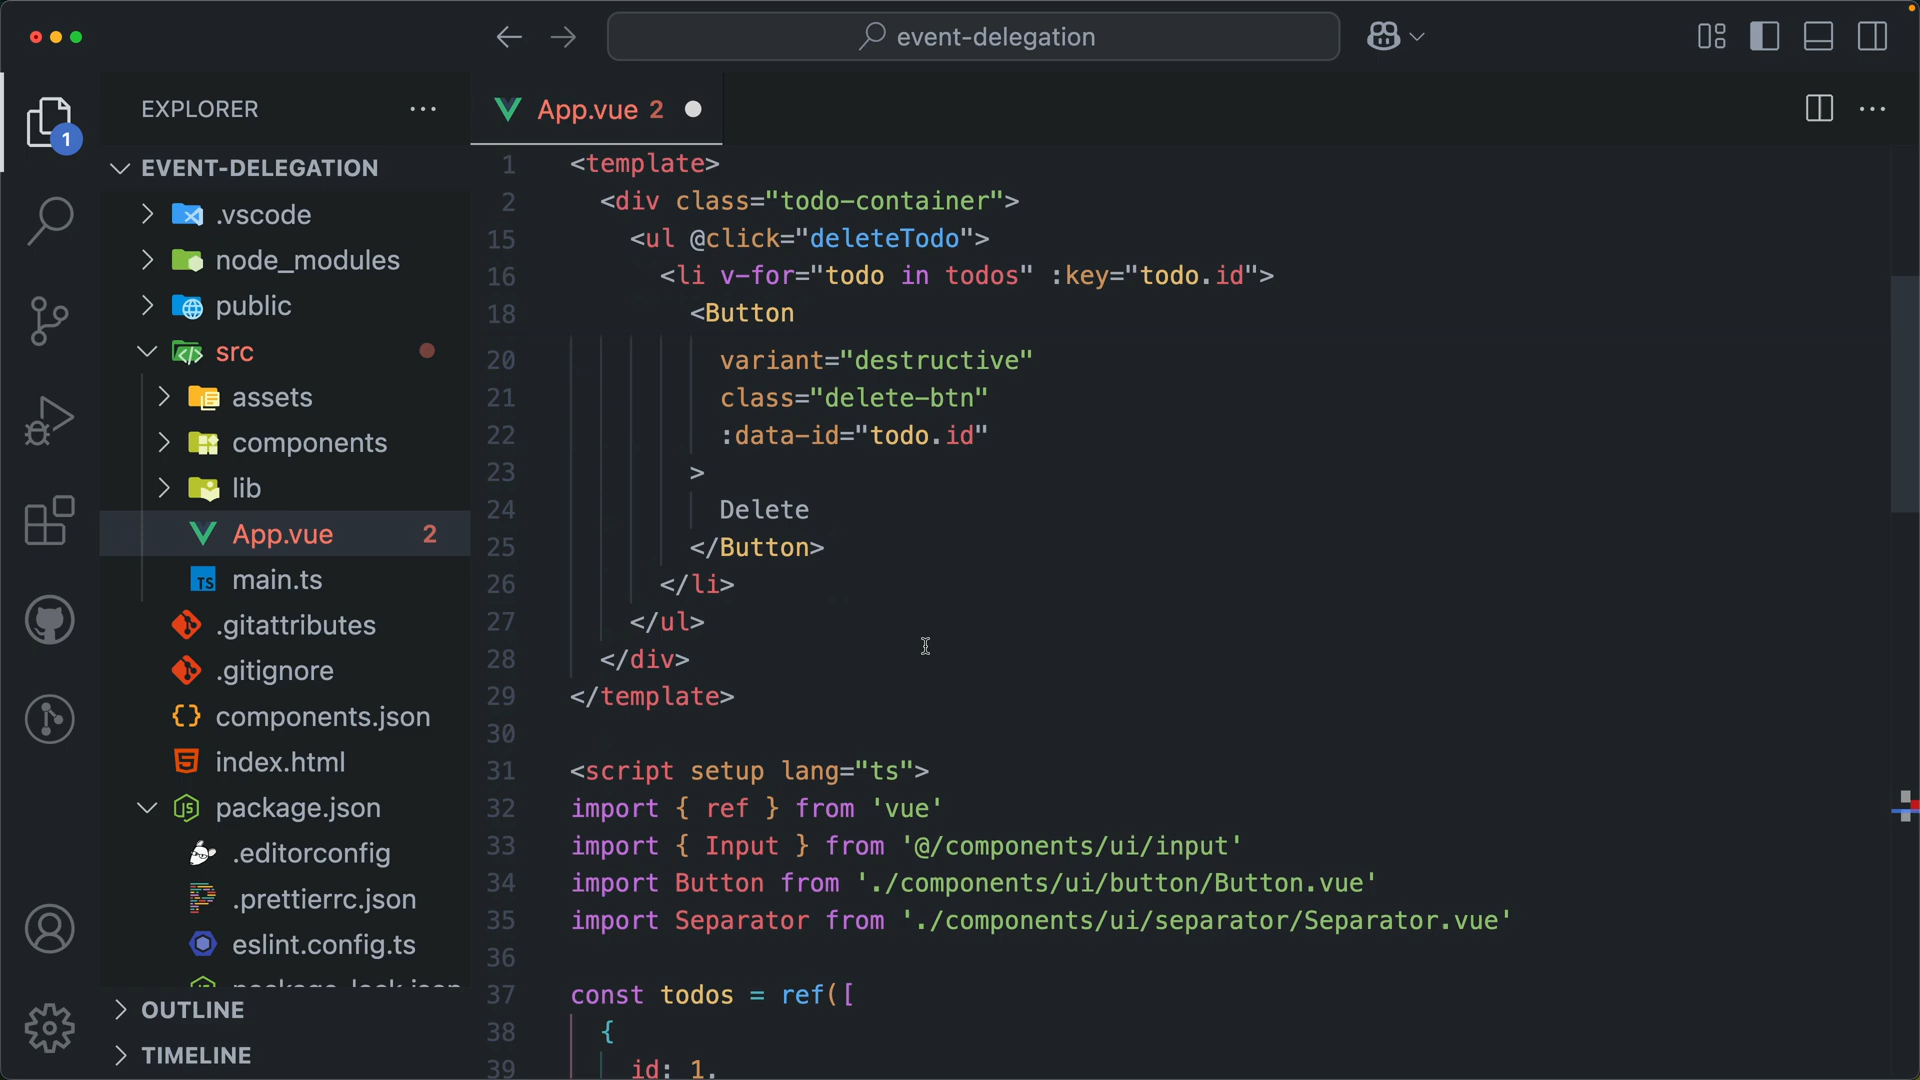 event-delegation
EXPLORER
1
EVENT-DELEGATION
.vscode
node_modules
public
src
assets
components
lib
App.vue 2
main.ts
.gitattributes
.gitignore
components.json
index.html
package.json
.editorconfig
.prettierrc.json
eslint.config.ts
package-lock.json
OUTLINE
TIMELINE
App.vue 2
1 <template>
2 <div class="todo-container">
15 <ul @click="deleteTodo">
16 <li v-for="todo in todos" :key="todo.id">
18 <Button
20 variant="destructive"
21 class="delete-btn"
22 :data-id="todo.id"
23 >
24 Delete
25 </Button>
26 </li>
27 </ul>
28 </div>
29 </template>
30
31 <script setup lang="ts">
32 import { ref } from 'vue'
33 import { Input } from '@/components/ui/input'
34 import Button from './components/ui/button/Button.vue'
35 import Separator from './components/ui/separator/Separator.vue'
36
37 const todos = ref([
38 {
39 id: 1,